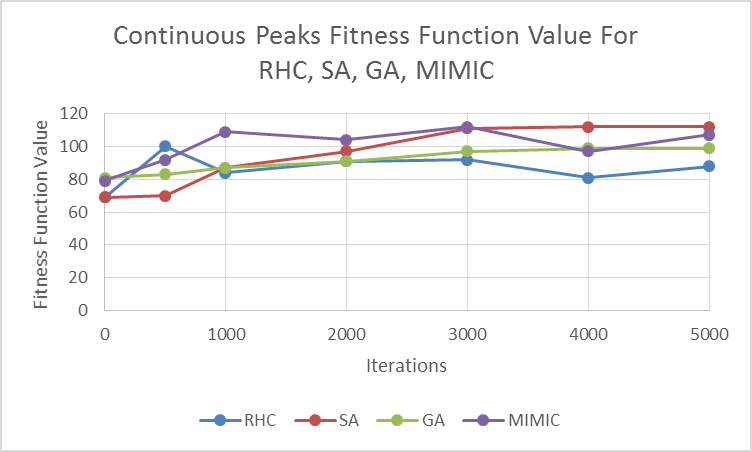 Continuous Peaks Fitness Function Value For
RHC, SA, GA, MIMIC
Fitness Function Value
120
100
80
60
40
20
0
0 1000 2000 3000 4000 5000
Iterations
RHC SA GA MIMIC